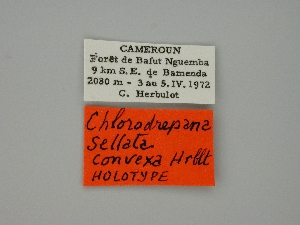 CAMEROUN
Forêt de Bafut Nguemba
9 km S.E. de Bamenda
2080 m - 3 au 5.IV.1972
C. Herbulot
Chlorodrepana
sellata
convexa Hrblt
HOLOTYPE